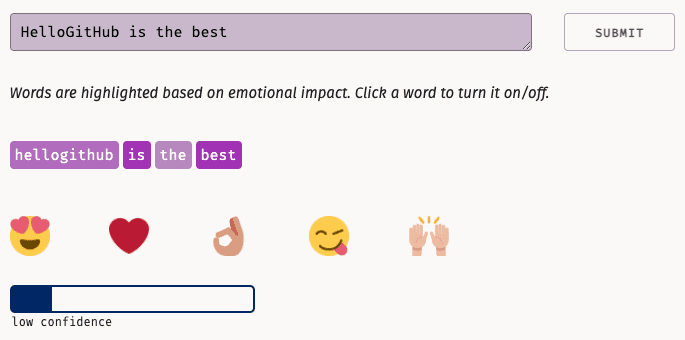 HelloGitHub is the best
SUBMIT
Words are highlighted based on emotional impact. Click a word to turn it on/off.
hellogithub is the best
low confidence